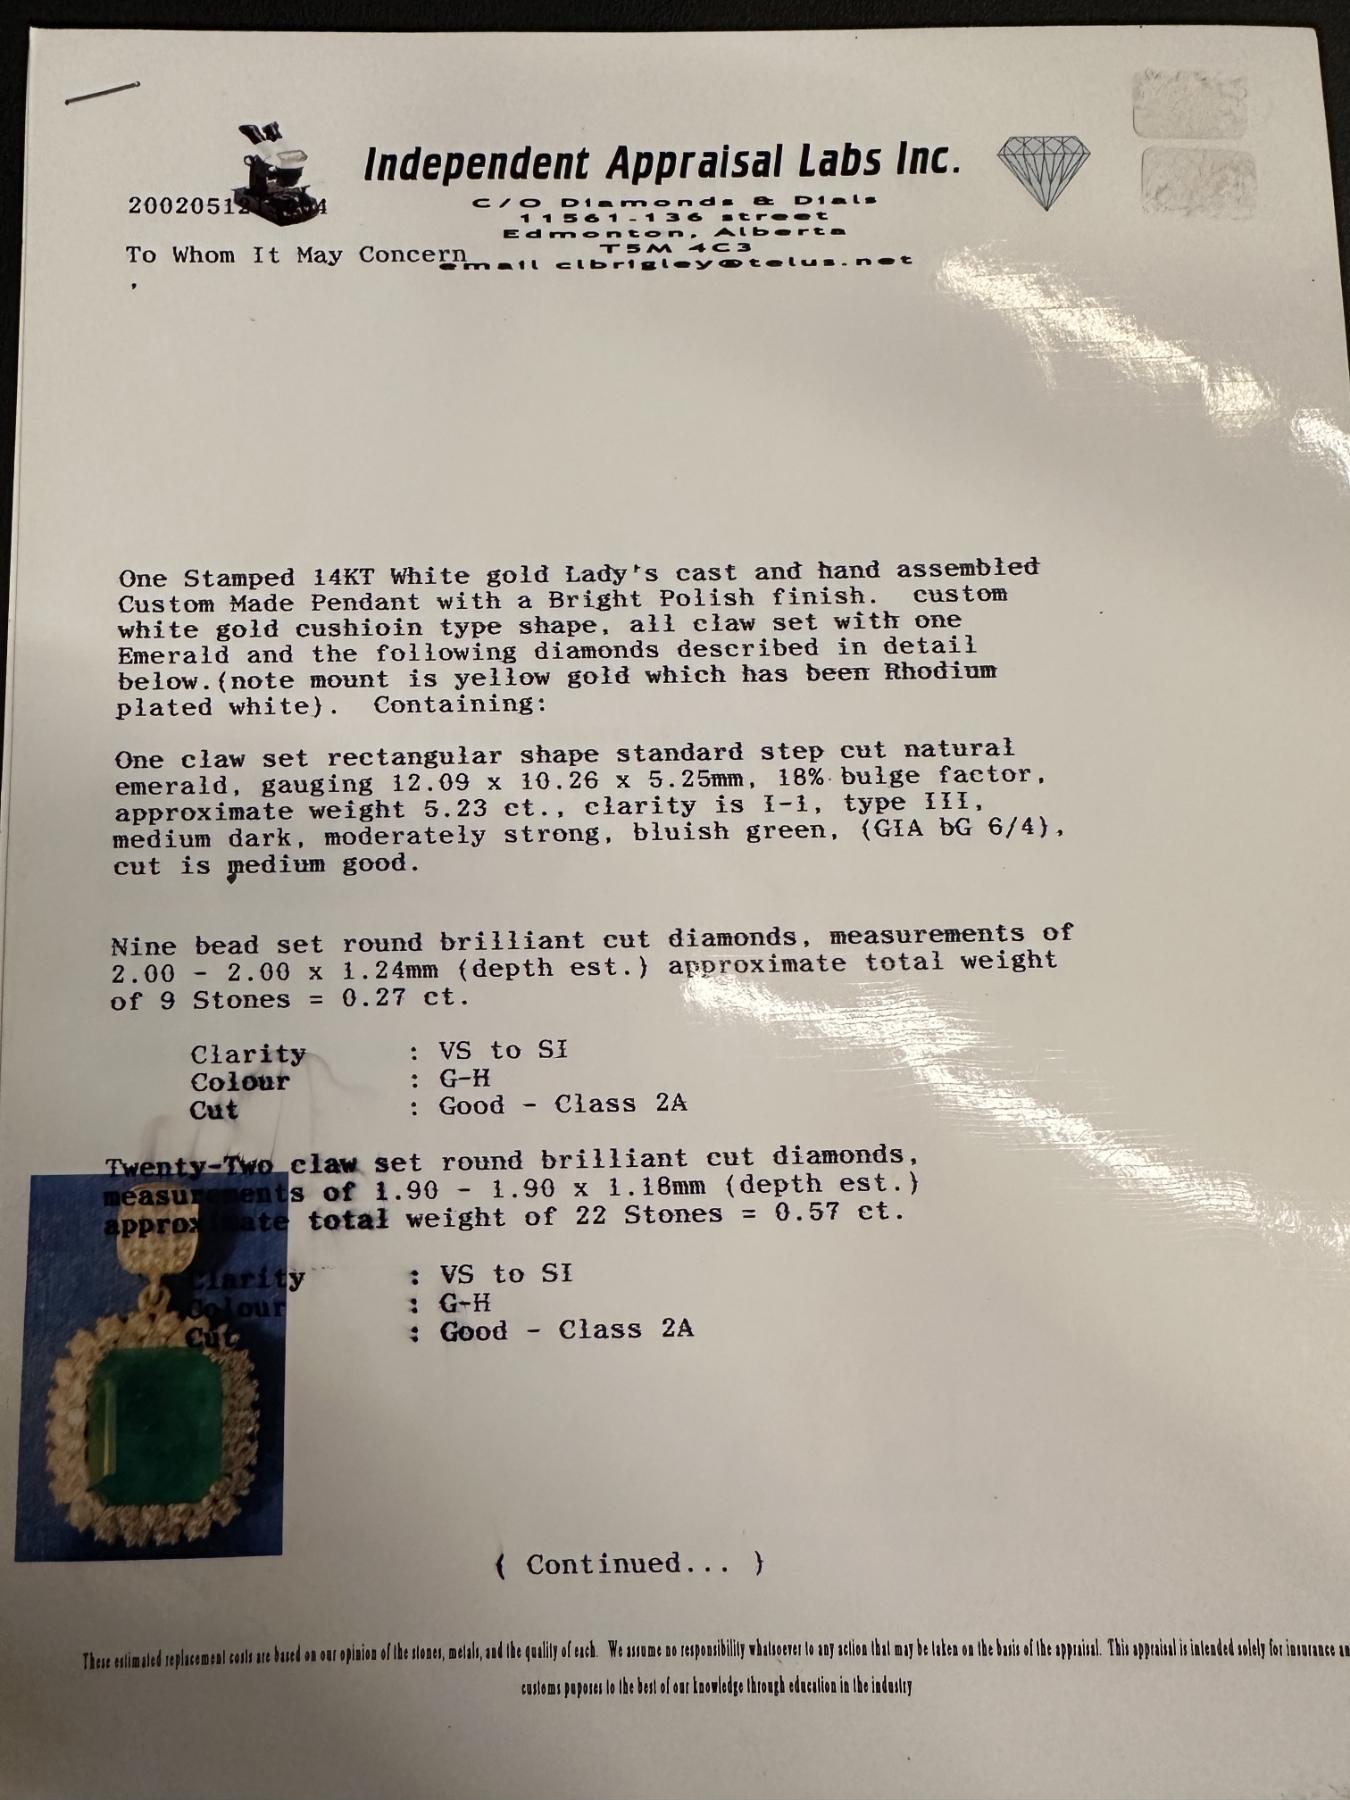 Independent Appraisal Labs Inc.
C/O Diamonds & Dials
11561-136 street
Edmonton, Alberta
T5M 4C3
email clbrigley@telus.net
To Whom It May Concern
,
One Stamped 14KT White gold Lady's cast and hand assembled
Custom Made Pendant with a Bright Polish finish.  custom
white gold cushioin type shape, all claw set with one
Emerald and the following diamonds described in detail
below.(note mount is yellow gold which has been Rhodium
plated white).  Containing:
One claw set rectangular shape standard step cut natural
emerald, gauging 12.09 x 10.26 x 5.25mm, 18% bulge factor,
approximate weight 5.23 ct., clarity is I-1, type III,
medium dark, moderately strong, bluish green, (GIA bG 6/4),
cut is medium good.
Nine bead set round brilliant cut diamonds, measurements of
2.00 - 2.00 x 1.24mm (depth est.) approximate total weight
of 9 Stones = 0.27 ct.
Clarity : VS to SI
Colour : G-H
Cut : Good - Class 2A
Twenty-Two claw set round brilliant cut diamonds,
measurements of 1.90 - 1.90 x 1.18mm (depth est.)
approximate total weight of 22 Stones = 0.57 ct.
Clarity : VS to SI
Colour : G-H
Cut : Good - Class 2A
( Continued... )
These estimated replacement costs are based on our opinion of the stones, metals, and the quality of each. We assume no responsibility whatsoever to any action that may be taken on the basis of the appraisal. This appraisal is intended solely for insurance an
customs puposes to the best of our knowledge through education in the industry